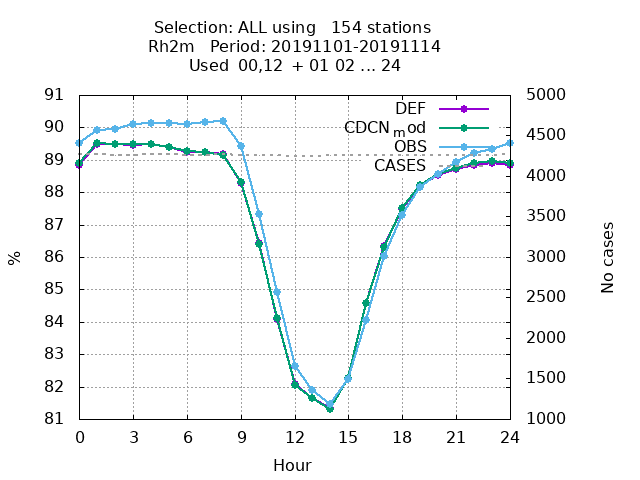 Selection: ALL using   154 stations
Rh2m   Period: 20191101-20191114
Used  00,12  + 01 02 ... 24
91
90
89
88
87
86
85
84
83
82
81
5000
4500
4000
3500
3000
2500
2000
1500
1000
DEF
CDCN_mod
OBS
CASES
%
No cases
0 3 6 9 12 15 18 21 24
Hour